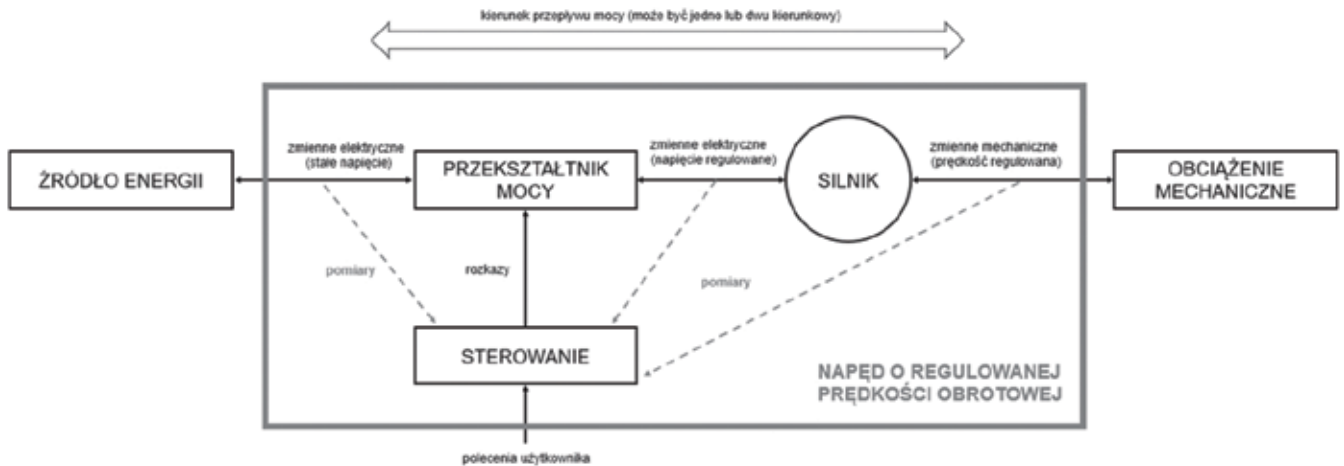 kierunek przepływu mocy (może być jedno lub dwu kierunkowy)
ŹRÓDŁO ENERGII
zmienne elektryczne
(stałe napięcie)
PRZEKSZTAŁTNIK
MOCY
zmienne elektryczne
(napięcie regulowane)
SILNIK
zmienne mechaniczne
(prędkość regulowana)
OBCIĄŻENIE
MECHANICZNE
pomiary
rozkazy
pomiary
STEROWANIE
NAPĘD O REGULOWANEJ
PRĘDKOŚCI OBROTOWEJ
polecenia użytkownika